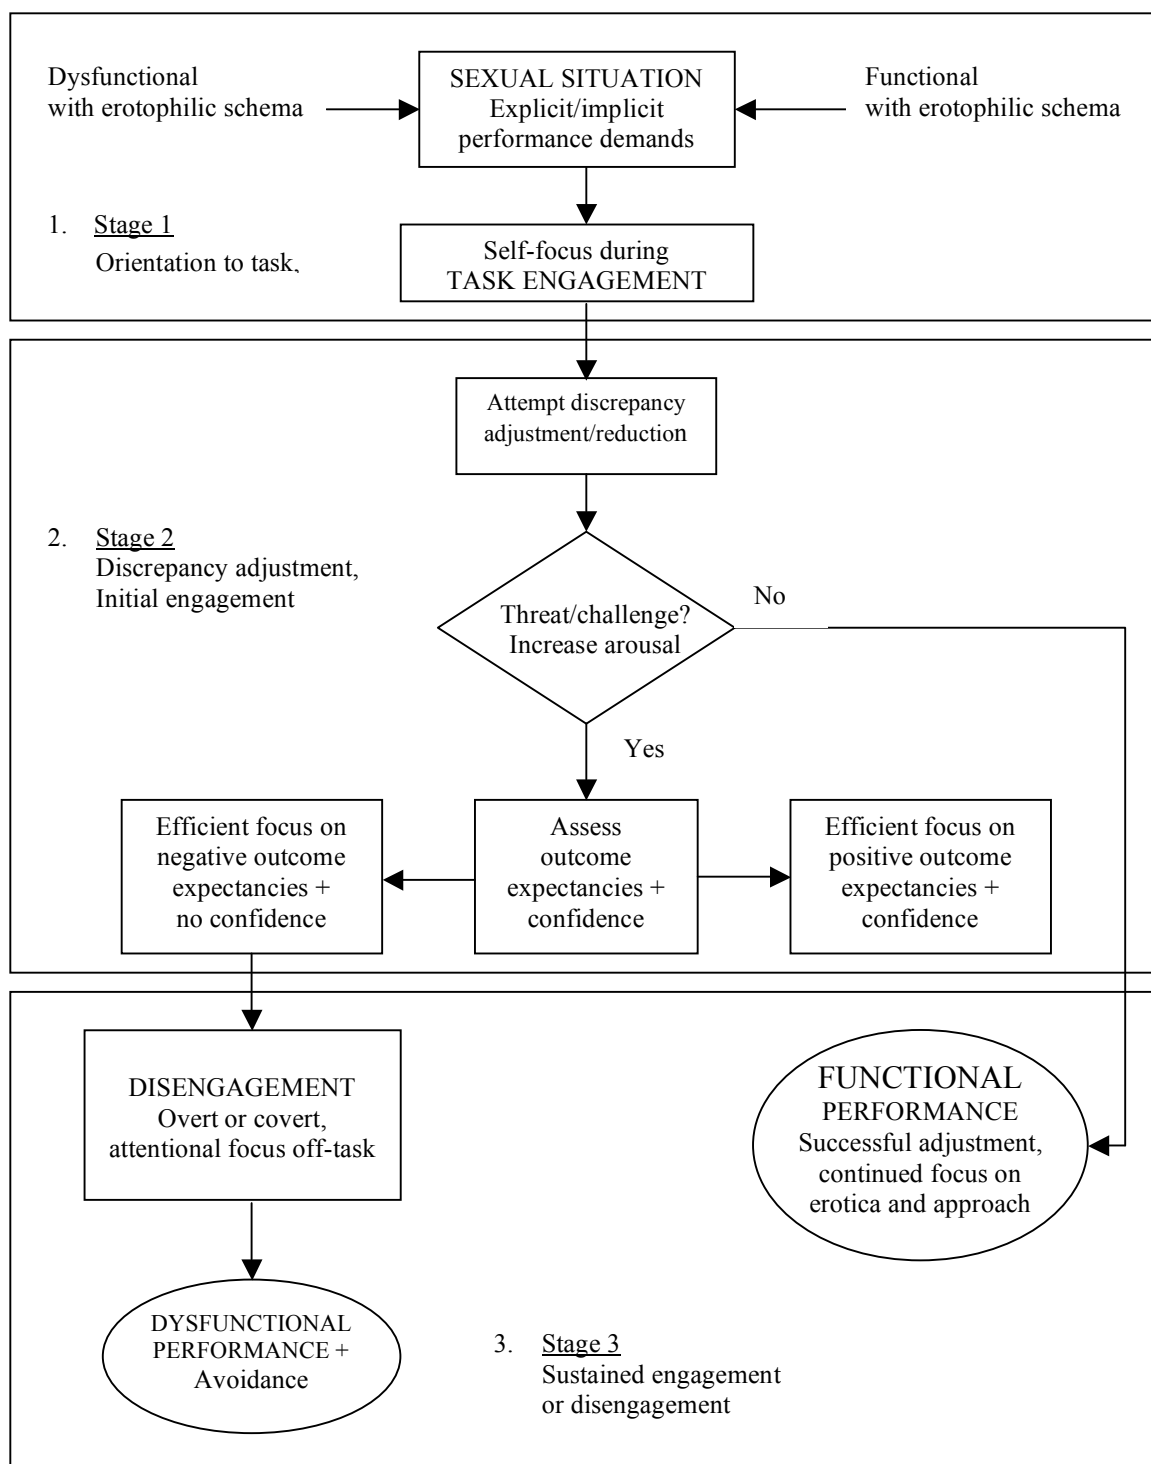 Dysfunctional
with erotophilic schema
SEXUAL SITUATION
Explicit/implicit
performance demands
Functional
with erotophilic schema
1. Stage 1
Orientation to task,
Self-focus during
TASK ENGAGEMENT
Attempt discrepancy
adjustment/reduction
2. Stage 2
Discrepancy adjustment,
Initial engagement
Threat/challenge?
Increase arousal
No
Yes
Efficient focus on
negative outcome
expectancies +
no confidence
Assess
outcome
expectancies +
confidence
Efficient focus on
positive outcome
expectancies +
confidence
DISENGAGEMENT
Overt or covert,
attentional focus off-task
FUNCTIONAL
PERFORMANCE
Successful adjustment,
continued focus on
erotica and approach
DYSFUNCTIONAL
PERFORMANCE +
Avoidance
3. Stage 3
Sustained engagement
or disengagement